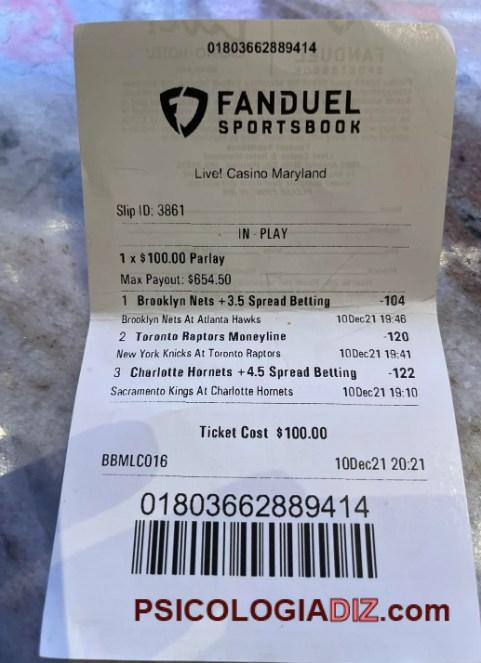 01803662889414
FANDUEL
SPORTSBOOK
Live! Casino Maryland
Slip ID: 3861
IN-PLAY
1 x $100.00 Parlay
Max Payout: $654.50
1 Brooklyn Nets +3.5 Spread Betting -104
Brooklyn Nets At Atlanta Hawks 10Dec21 19:46
2 Toronto Raptors Moneyline -120
New York Knicks At Toronto Raptors 10Dec21 19:41
3 Charlotte Hornets +4.5 Spread Betting -122
Sacramento Kings At Charlotte Hornets 10Dec21 19:10
Ticket Cost $100.00
BBMLC016 10Dec21 20:21
01803662889414
PSICOLOGIADIZ.com